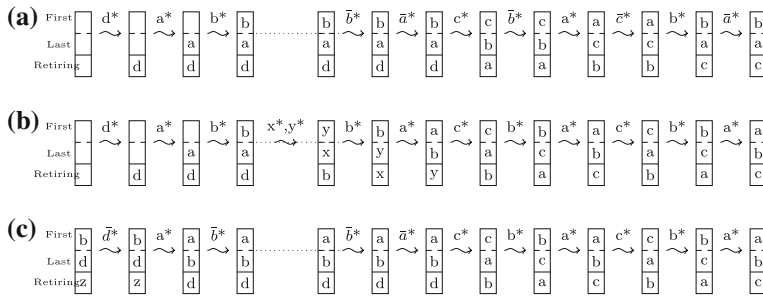 (a) d* a* b* b̄* ā* c* b̄* a* c̄* b* ā*
First b b b b c c a a b b
Last a a a a a b b c c a a
Retiring d d d d d d a a b b c c
(b) d* a* b* x*,y* b* a* c* b* a* c* b* a*
First b y b a c b a c b a
Last a a x y b a c b a c b
Retiring d d d b x y b a c b a c
(c) d̄* a* b̄* b̄* ā* c* b* a* c* b* a*
First b b a a a a a c b a c b a
Last d d b b b b b a c b a c b
Retiring z z d d d d d b a c b a c